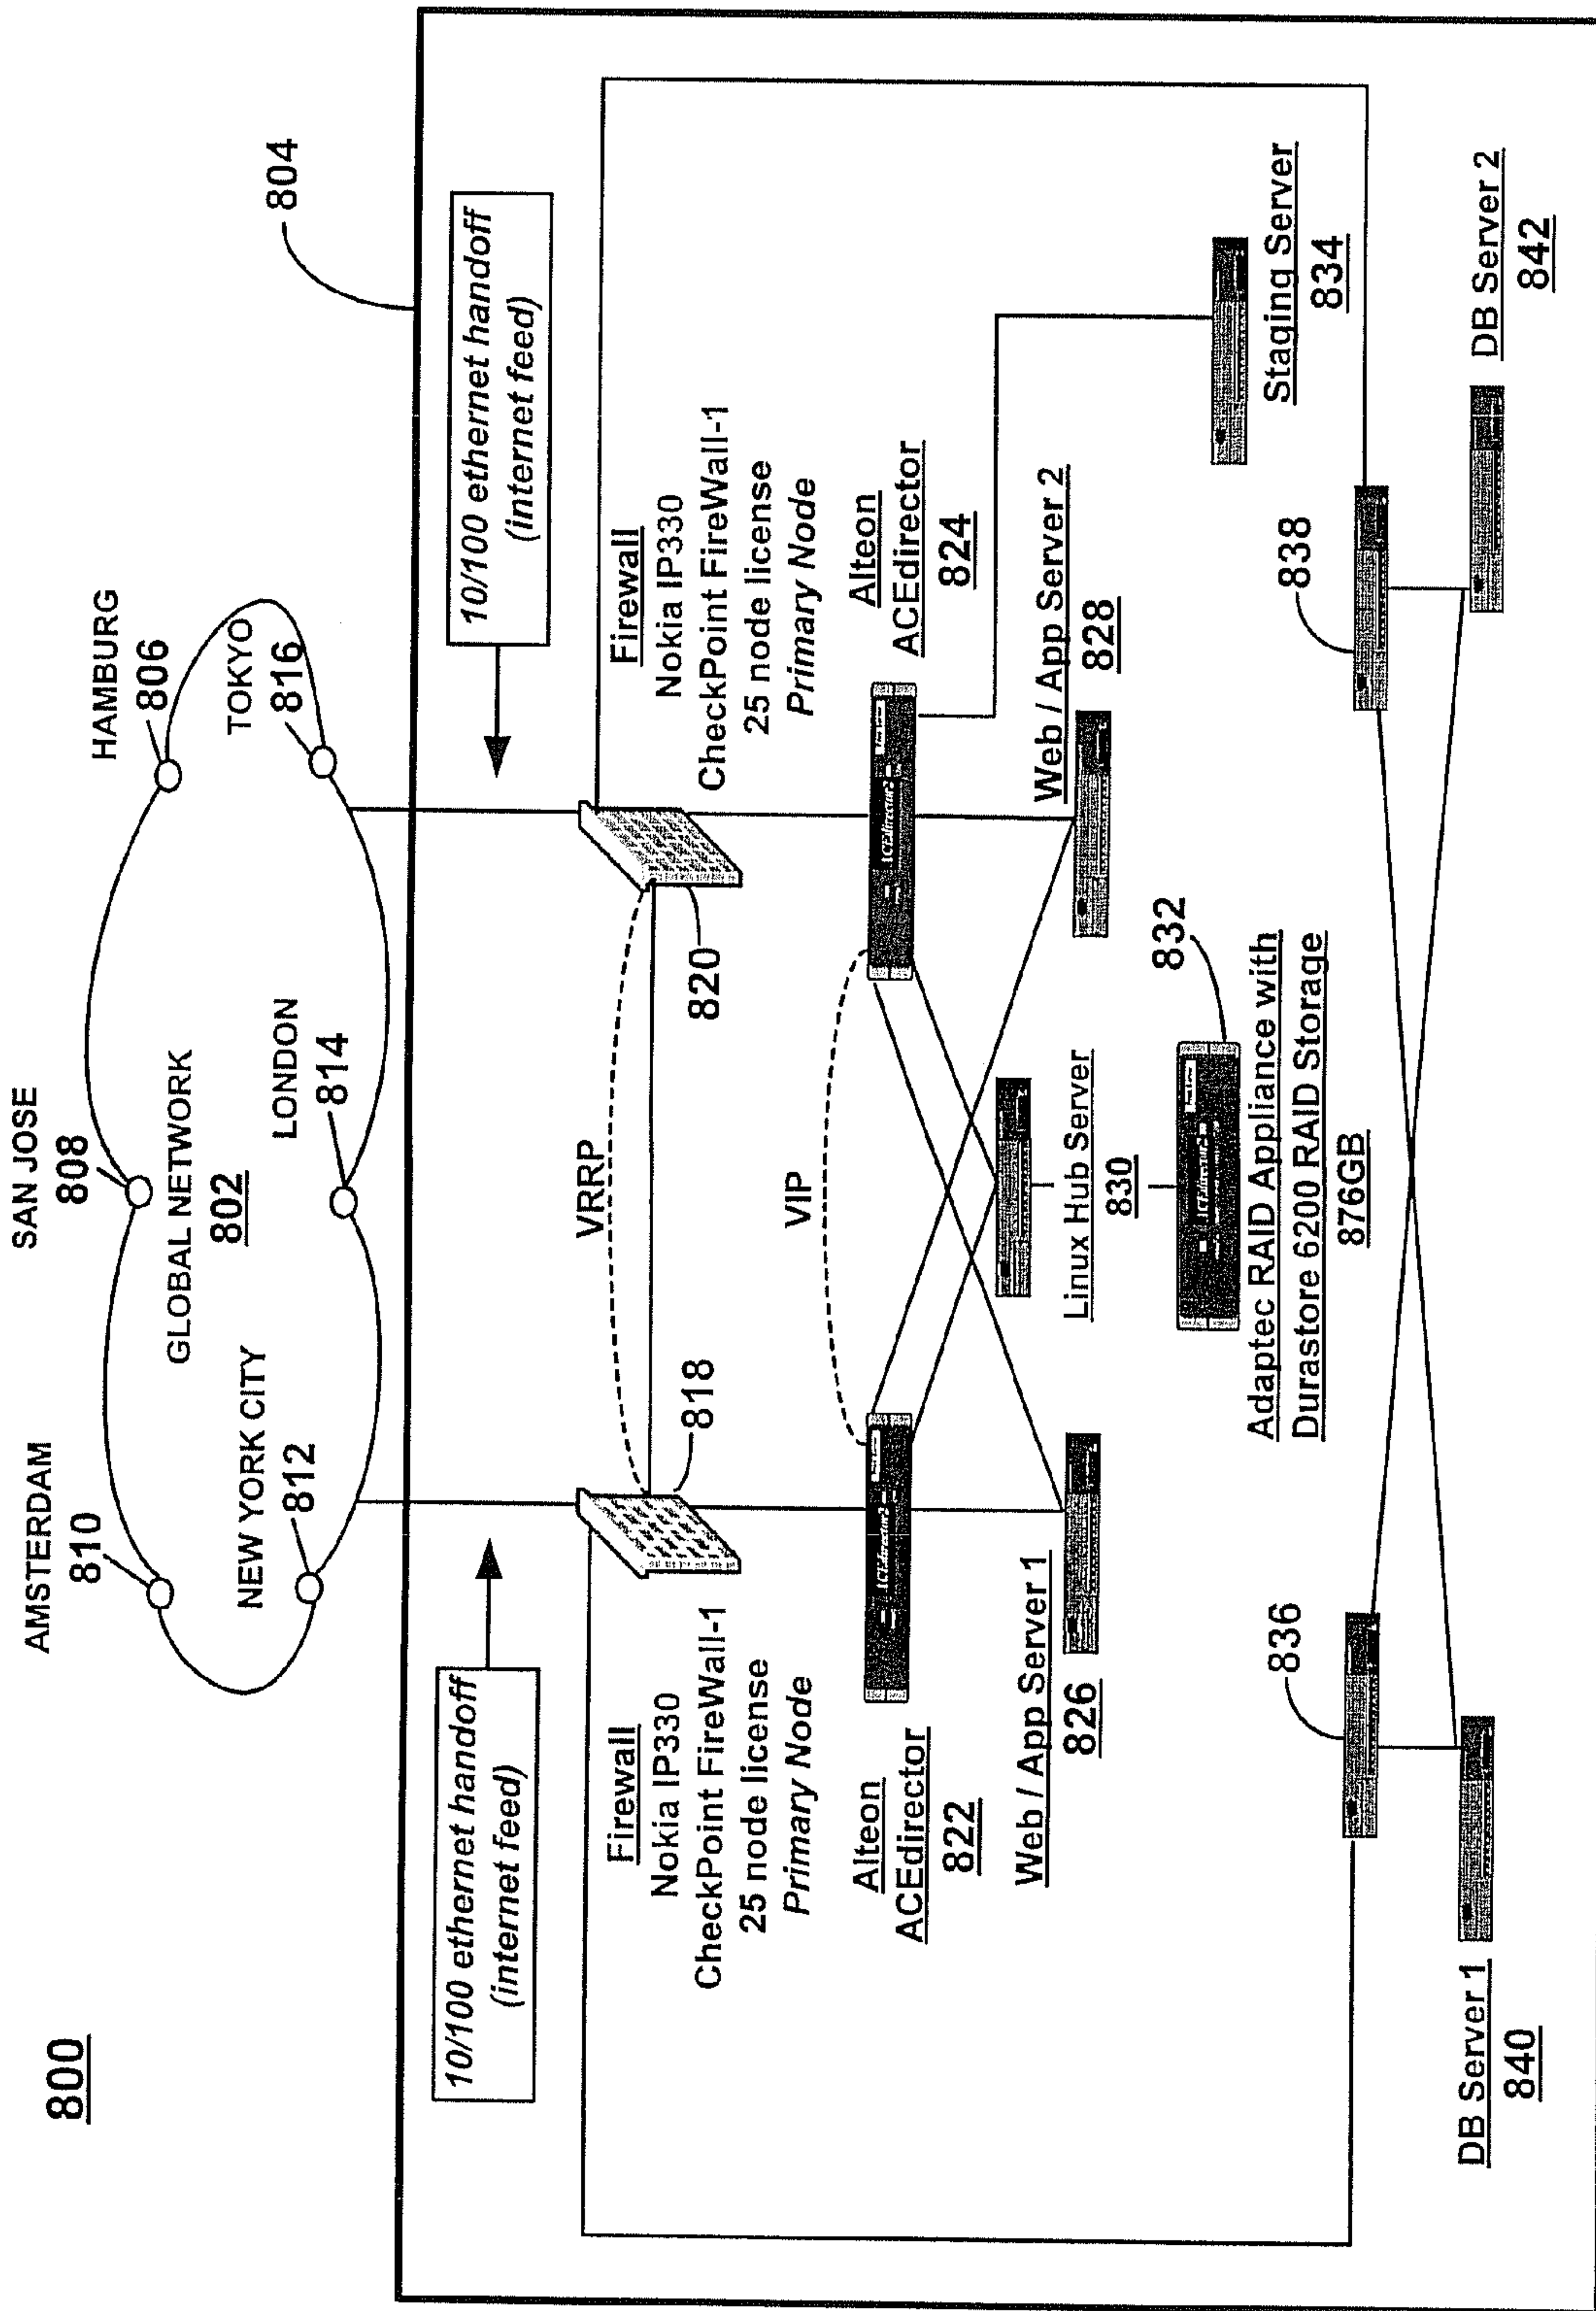 800
AMSTERDAM
810
SAN JOSE
808
HAMBURG
806
GLOBAL NETWORK
802
NEW YORK CITY
812
LONDON
814
TOKYO
816
804
10/100 ethernet handoff
(internet feed)
10/100 ethernet handoff
(internet feed)
Firewall
Nokia IP330
CheckPoint FireWall-1
25 node license
Primary Node
818
VRRP
820
Firewall
Nokia IP330
CheckPoint FireWall-1
25 node license
Primary Node
Alteon
ACEdirector
822
VIP
Alteon
ACEdirector
824
Web / App Server 1
826
Linux Hub Server
830
Web / App Server 2
828
832
Adaptec RAID Appliance with
Durastore 6200 RAID Storage
876GB
Staging Server
834
836
838
DB Server 1
840
DB Server 2
842